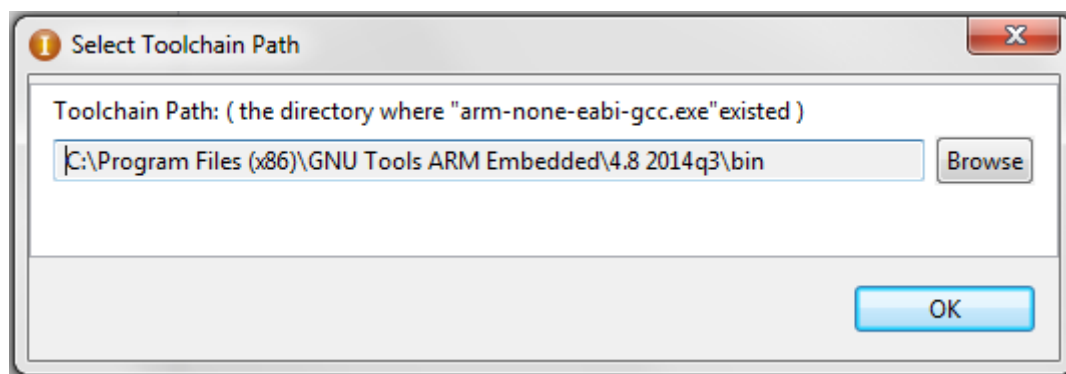 Select Toolchain Path
Toolchain Path: ( the directory where "arm-none-eabi-gcc.exe"existed )
C:\Program Files (x86)\GNU Tools ARM Embedded\4.8 2014q3\bin
Browse
OK